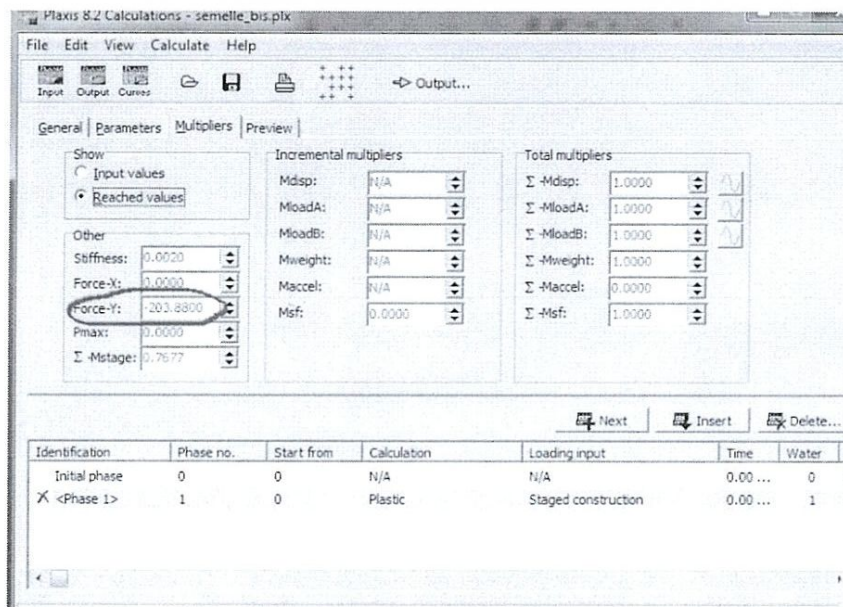 Plaxis 8.2 Calculations - semelle_bis.plx
File Edit View Calculate Help
Input Output Curves Output...
General Parameters Multipliers Preview
Show
Input values
Reached values
Other
Stiffness: 0.0020
Force-X: 0.0000
Force-Y: -203.8800
Pmax: 0.0000
Σ -Mstage: 0.7677
Incremental multipliers
Mdisp: N/A
MloadA: N/A
MloadB: N/A
Mweight: N/A
Maccel: N/A
Msf: 0.0000
Total multipliers
Σ -Mdisp: 1.0000
Σ -MloadA: 1.0000
Σ -MloadB: 1.0000
Σ -Mweight: 1.0000
Σ -Maccel: 0.0000
Σ -Msf: 1.0000
Next Insert Delete...
Identification Phase no. Start from Calculation Loading input Time Water
Initial phase 0 0 N/A N/A 0.00 ... 0
<Phase 1> 1 0 Plastic Staged construction 0.00 ... 1